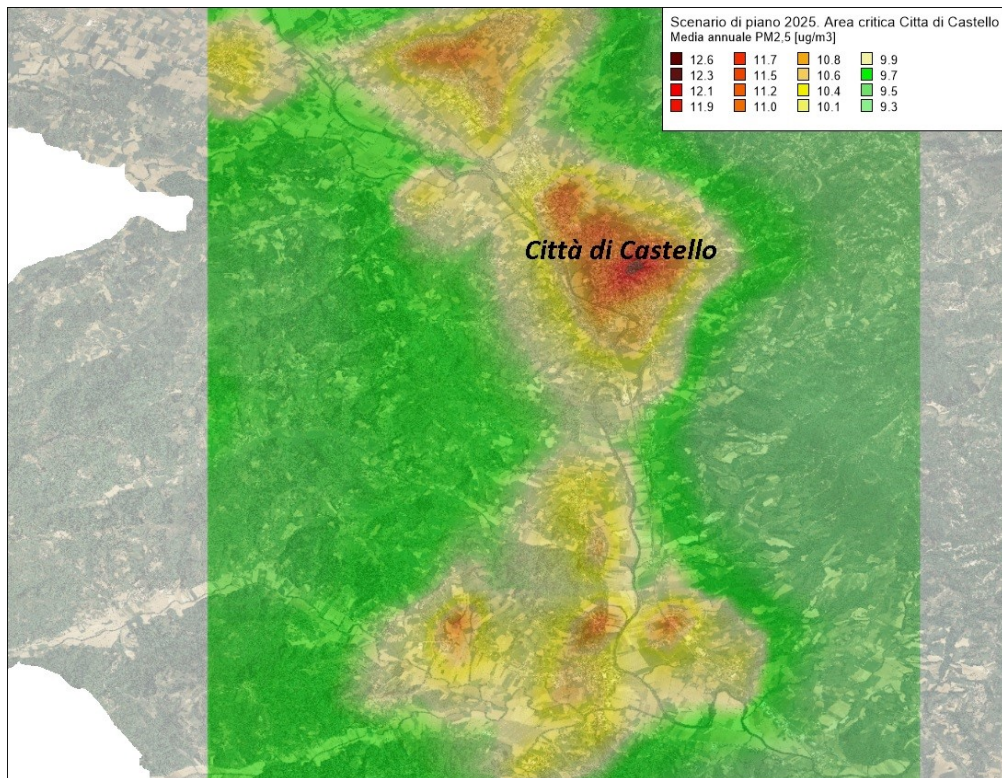 Scenario di piano 2025. Area critica Citta di Castello
Media annuale PM2,5 [ug/m3]
12.6 11.7 10.8 9.9
12.3 11.5 10.6 9.7
12.1 11.2 10.4 9.5
11.9 11.0 10.1 9.3
Città di Castello